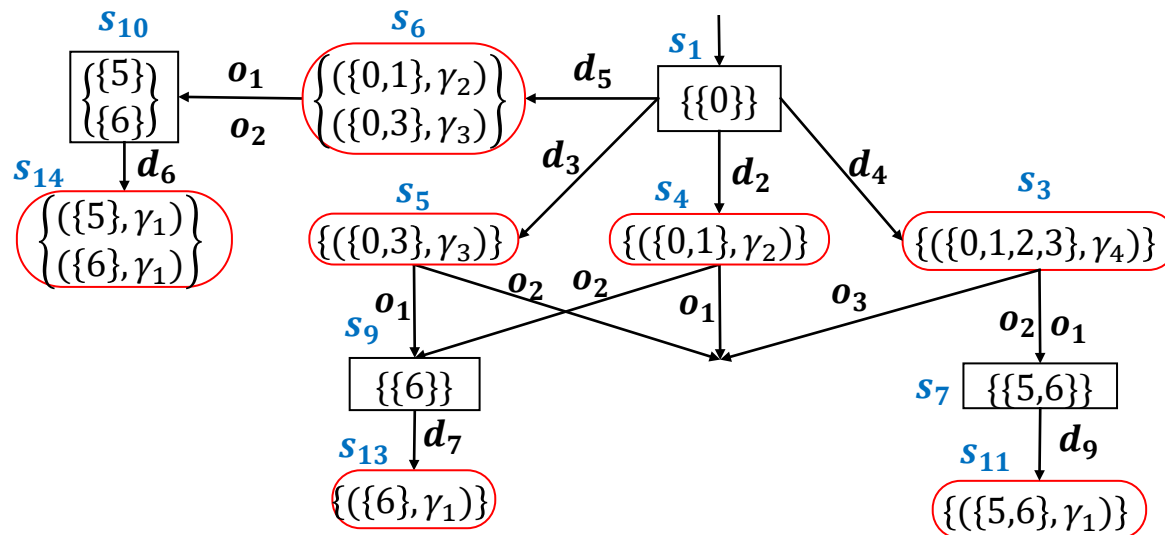 s₁₀
s₆
s₁
{5}
{6}
o₁
o₂
({0,1}, γ₂)
({0,3}, γ₃)
d₅
{{0}}
d₃
d₂
d₄
s₁₄
d₆
({5}, γ₁)
({6}, γ₁)
s₅
s₄
s₃
{({0,3}, γ₃)}
{({0,1}, γ₂)}
{({0,1,2,3}, γ₄)}
o₁
o₂
o₂
o₁
o₃
o₂
o₁
s₉
{{6}}
s₇
{{5,6}}
s₁₃
d₇
s₁₁
d₉
{({6}, γ₁)}
{({5,6}, γ₁)}